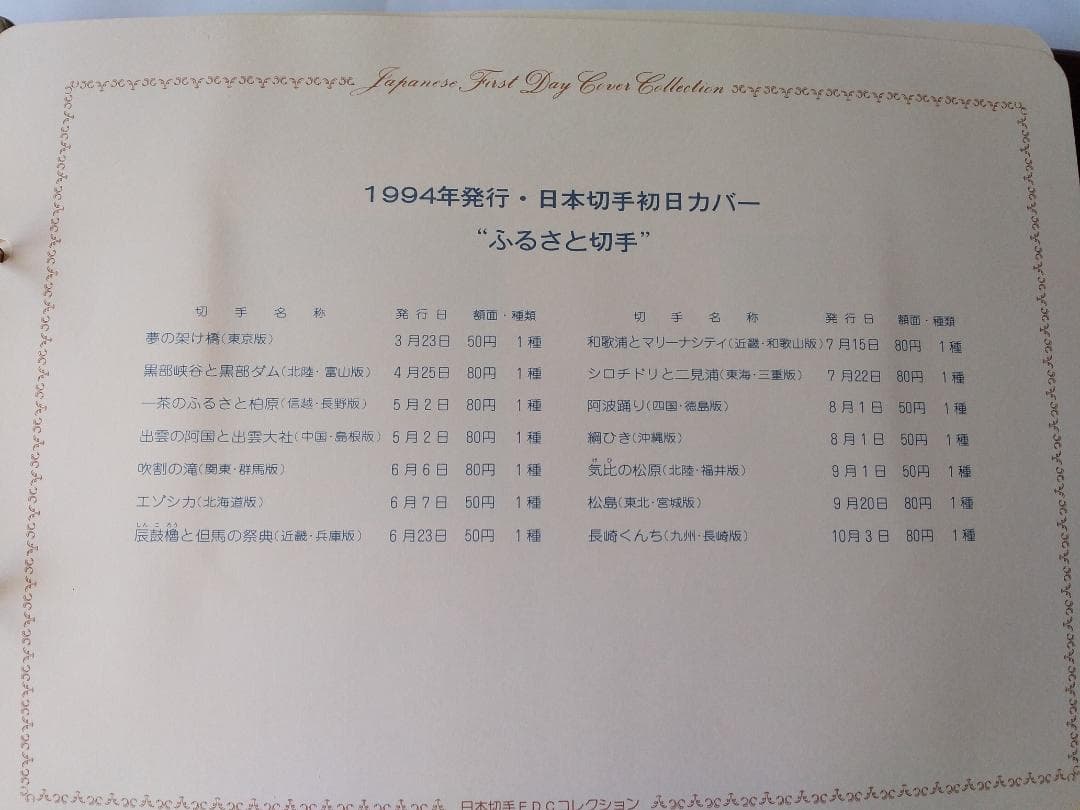 Japanese First Day Cover Collection
1994年発行・日本切手初日カバー
“ふるさと切手”
切手名称 発行日 額面・種類
夢の架け橋(東京版) 3月23日 50円 1種
黒部峡谷と黒部ダム(北陸・富山版) 4月25日 80円 1種
一茶のふるさと柏原(信越・長野版) 5月2日 80円 1種
出雲の阿国と出雲大社(中国・島根版) 5月2日 80円 1種
吹割の滝(関東・群馬版) 6月6日 80円 1種
エゾシカ(北海道版) 6月7日 50円 1種
しんころう
辰鼓櫓と但馬の祭典(近畿・兵庫版) 6月23日 50円 1種
切手名称 発行日 額面・種類
和歌浦とマリーナシティ(近畿・和歌山版) 7月15日 80円 1種
シロチドリと二見浦(東海・三重版) 7月22日 80円 1種
阿波踊り(四国・徳島版) 8月1日 50円 1種
綱ひき(沖縄版) 8月1日 50円 1種
けひ
気比の松原(北陸・福井版) 9月1日 50円 1種
松島(東北・宮城版) 9月20日 80円 1種
長崎くんち(九州・長崎版) 10月3日 80円 1種
日本切手FDCコレクション